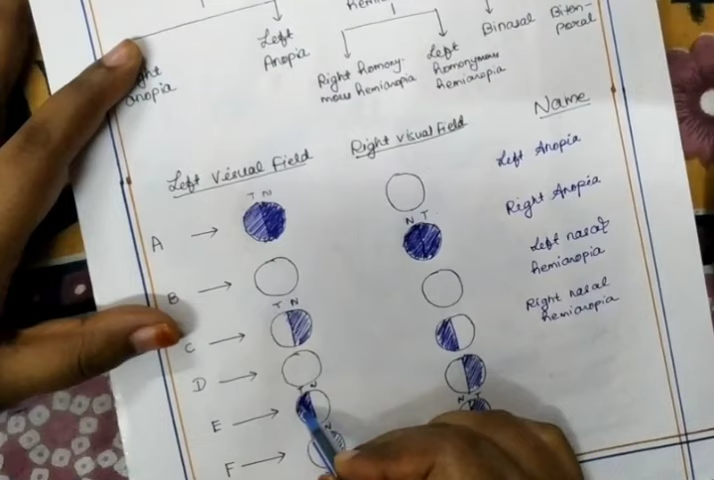 Left
Anopia
Right homony-
mous hemianopia
Left
homonymous
hemianopia
Binasal
Bitem-
poral
anopia
Left Visual Field
Right visual field
Name
T N
A →
N T
Left Anopia
B →
Right Anopia
T N
C →
Left nasal
hemianopia
D →
Right nasal
hemianopia
E →
F →
N